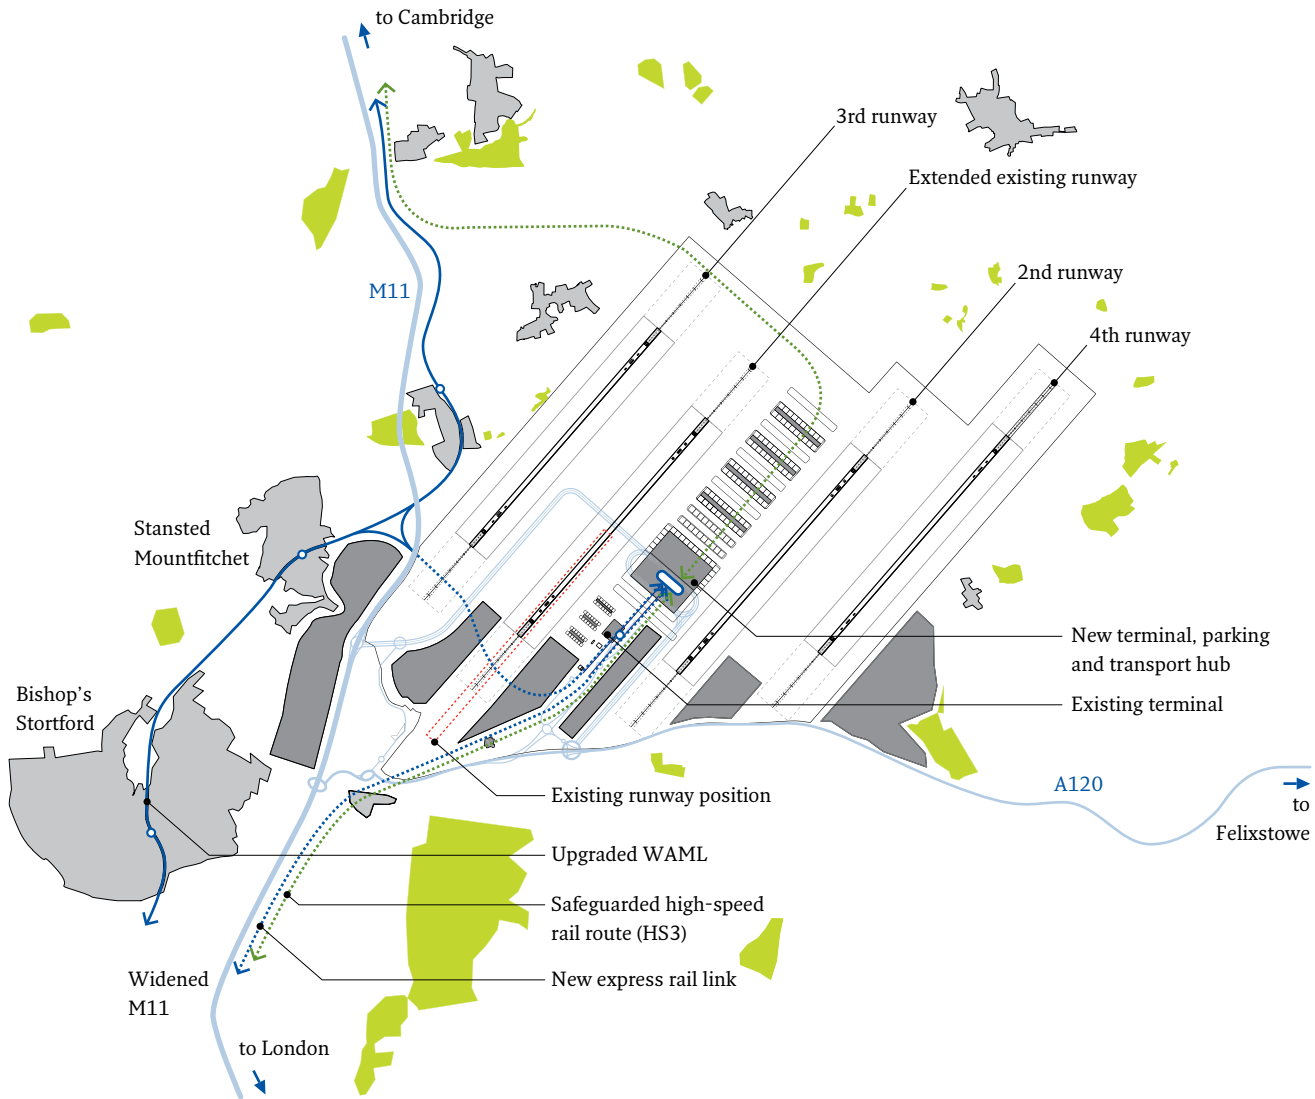 to Cambridge
3rd runway
Extended existing runway
2nd runway
M11
4th runway
Stansted
Mountfitchet
New terminal, parking
and transport hub
Bishop's
Stortford
Existing terminal
Existing runway position
A120
to
Felixstowe
Upgraded WAML
Safeguarded high-speed
rail route (HS3)
Widened
M11
New express rail link
to London